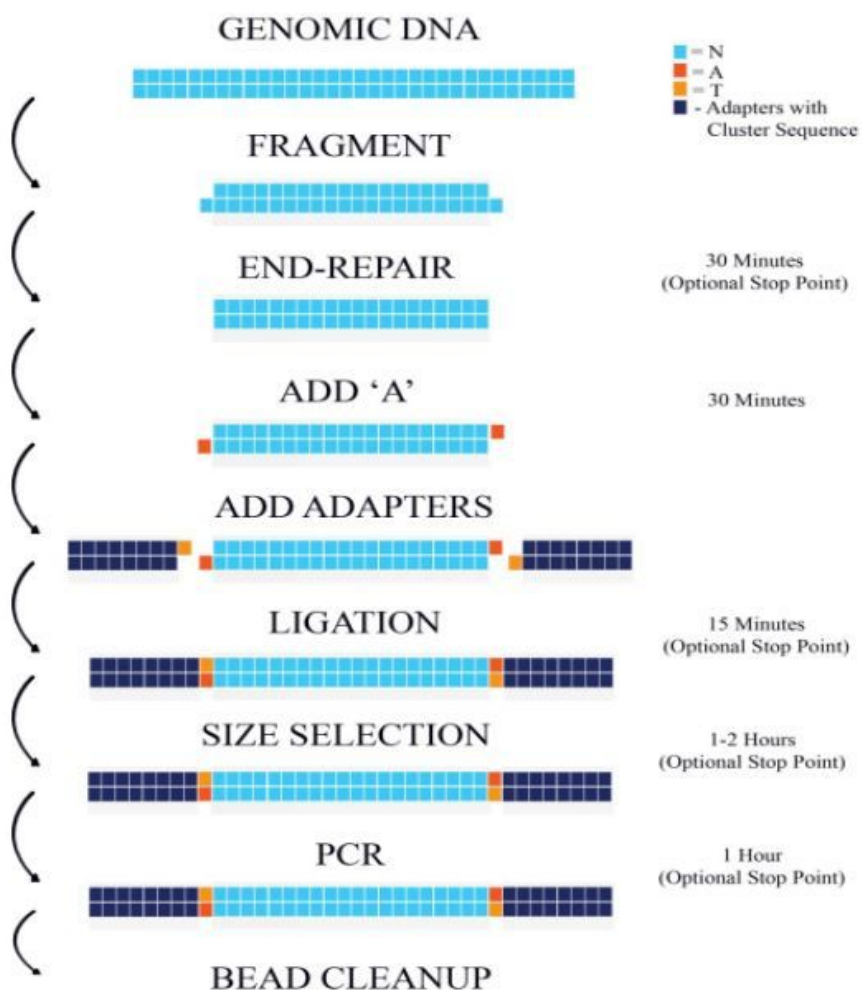 GENOMIC DNA
= N
= A
= T
- Adapters with
Cluster Sequence
FRAGMENT
END-REPAIR
30 Minutes
(Optional Stop Point)
ADD ‘A’
30 Minutes
ADD ADAPTERS
LIGATION
15 Minutes
(Optional Stop Point)
SIZE SELECTION
1-2 Hours
(Optional Stop Point)
PCR
1 Hour
(Optional Stop Point)
BEAD CLEANUP